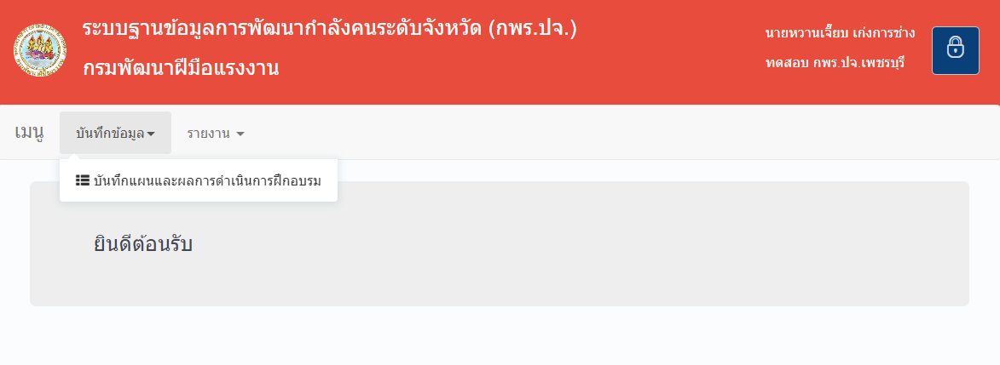 ระบบฐานข้อมูลการพัฒนากำลังคนระดับจังหวัด (กพร.ปจ.)
กรมพัฒนาฝีมือแรงงาน
นายหวานเจี๊ยบ เก่งการช่าง
ทดสอบ กพร.ปจ.เพชรบุรี
เมนู
บันทึกข้อมูล
รายงาน
บันทึกแผนและผลการดำเนินการฝึกอบรม
ยินดีต้อนรับ